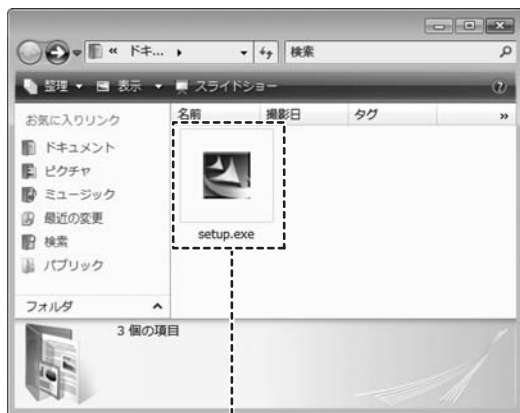 « ドキ... ▸
検索
整理 ▼ 表示 ▼ スライドショー
お気に入りリンク
ドキュメント
ピクチャ
ミュージック
最近の変更
検索
パブリック
フォルダ
名前 撮影日 タグ »
setup.exe
3 個の項目